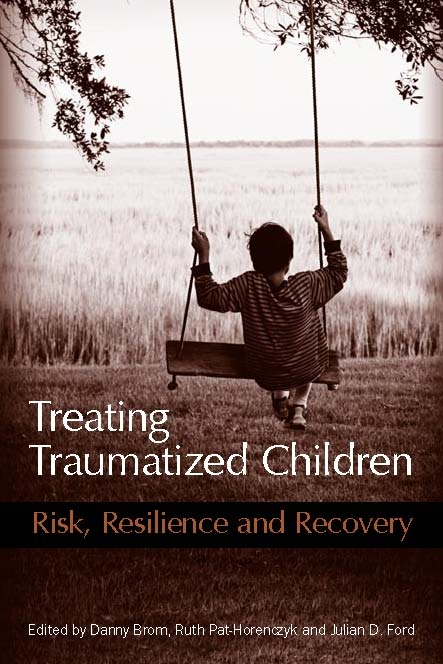 Treating
Traumatized Children
Risk, Resilience and Recovery
Edited by Danny Brom, Ruth Pat-Horenczyk and Julian D. Ford